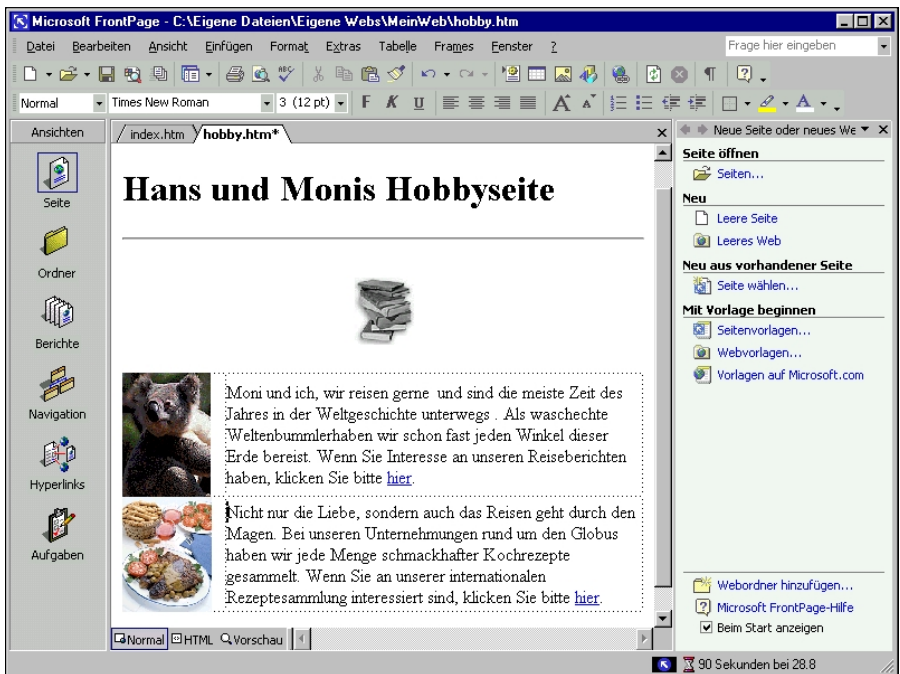 Microsoft FrontPage - C:\Eigene Dateien\Eigene Webs\MeinWeb\hobby.htm
Datei Bearbeiten Ansicht Einfügen Format Extras Tabelle Frames Fenster ? Frage hier eingeben
Normal Times New Roman 3 (12 pt) F K U
Ansichten
Seite
Ordner
Berichte
Navigation
Hyperlinks
Aufgaben
index.htm hobby.htm*
Hans und Monis Hobbyseite
Moni und ich, wir reisen gerne und sind die meiste Zeit des
Jahres in der Weltgeschichte unterwegs . Als waschechte
Weltenbummlerhaben wir schon fast jeden Winkel dieser
Erde bereist. Wenn Sie Interesse an unseren Reiseberichten
haben, klicken Sie bitte hier.
Nicht nur die Liebe, sondern auch das Reisen geht durch den
Magen. Bei unseren Unternehmungen rund um den Globus
haben wir jede Menge schmackhafter Kochrezepte
gesammelt. Wenn Sie an unserer internationalen
Rezeptesammlung interessiert sind, klicken Sie bitte hier.
Normal HTML Vorschau
Neue Seite oder neues We
Seite öffnen
Seiten...
Neu
Leere Seite
Leeres Web
Neu aus vorhandener Seite
Seite wählen...
Mit Vorlage beginnen
Seitenvorlagen...
Webvorlagen...
Vorlagen auf Microsoft.com
Webordner hinzufügen...
Microsoft FrontPage-Hilfe
Beim Start anzeigen
90 Sekunden bei 28.8